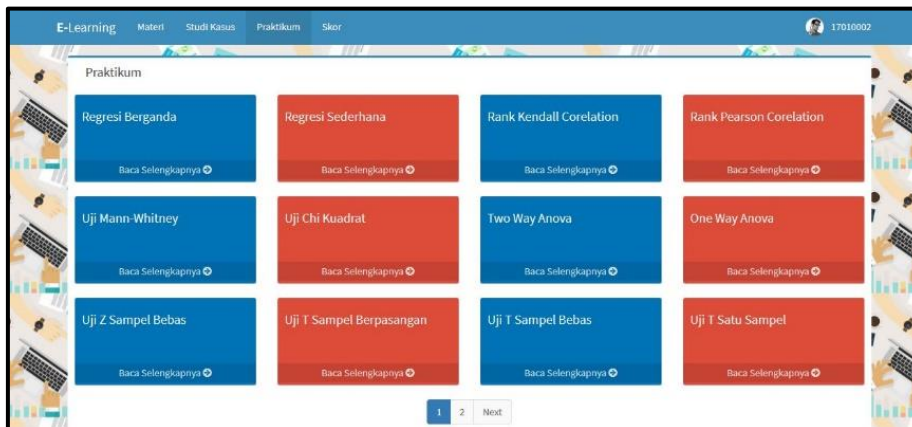 E-Learning Materi Studi Kasus Praktikum Skor 17010002
Praktikum
Regresi Berganda
Baca Selengkapnya
Regresi Sederhana
Baca Selengkapnya
Rank Kendall Corelation
Baca Selengkapnya
Rank Pearson Corelation
Baca Selengkapnya
Uji Mann-Whitney
Baca Selengkapnya
Uji Chi Kuadrat
Baca Selengkapnya
Two Way Anova
Baca Selengkapnya
One Way Anova
Baca Selengkapnya
Uji Z Sampel Bebas
Baca Selengkapnya
Uji T Sampel Berpasangan
Baca Selengkapnya
Uji T Sampel Bebas
Baca Selengkapnya
Uji T Satu Sampel
Baca Selengkapnya
1 2 Next